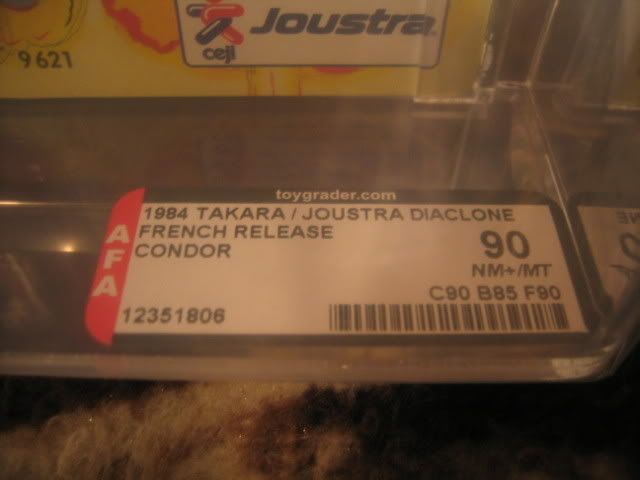 Joustra
ceji
9621
toygrader.com
AFA
1984 TAKARA / JOUSTRA DIACLONE
FRENCH RELEASE
CONDOR
90
NM+/MT
C90 B85 F90
12351806